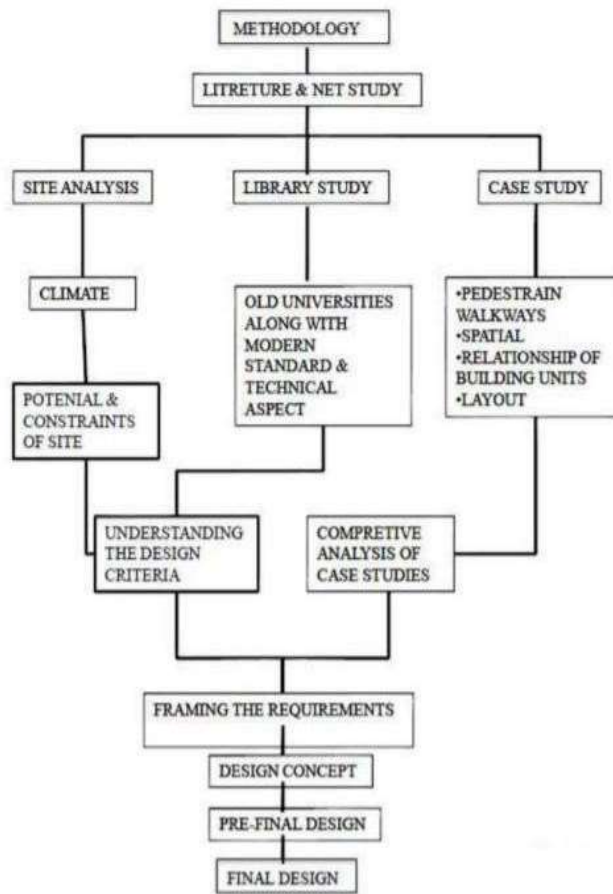 METHODOLOGY
LITRETURE & NET STUDY
SITE ANALYSIS
LIBRARY STUDY
CASE STUDY
CLIMATE
OLD UNIVERSITIES
ALONG WITH
MODERN
STANDARD &
TECHNICAL
ASPECT
•PEDESTRAIN
WALKWAYS
•SPATIAL
•RELATIONSHIP OF
BUILDING UNITS
•LAYOUT
POTENIAL &
CONSTRAINTS
OF SITE
UNDERSTANDING
THE DESIGN
CRITERIA
COMPRETIVE
ANALYSIS OF
CASE STUDIES
FRAMING THE REQUIREMENTS
DESIGN CONCEPT
PRE-FINAL DESIGN
FINAL DESIGN